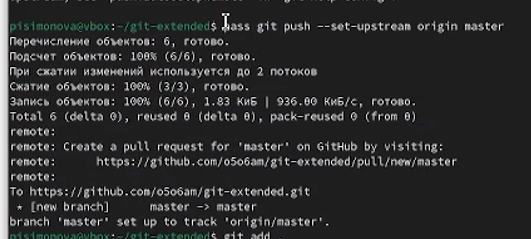 pisimonova@vbox:~/git-extended$ pass git push --set-upstream origin master
Перечисление объектов: 6, готово.
Подсчет объектов: 100% (6/6), готово.
При сжатии изменений используется до 2 потоков
Сжатие объектов: 100% (3/3), готово.
Запись объектов: 100% (6/6), 1.83 КиБ | 936.00 КиБ/с, готово.
Total 6 (delta 0), reused 0 (delta 0), pack-reused 0 (from 0)
remote:
remote: Create a pull request for 'master' on GitHub by visiting:
remote:      https://github.com/o5o6am/git-extended/pull/new/master
remote:
To https://github.com/o5o6am/git-extended.git
 * [new branch]      master -> master
branch 'master' set up to track 'origin/master'.
pisimonova@vbox:~/git-extended$ git add